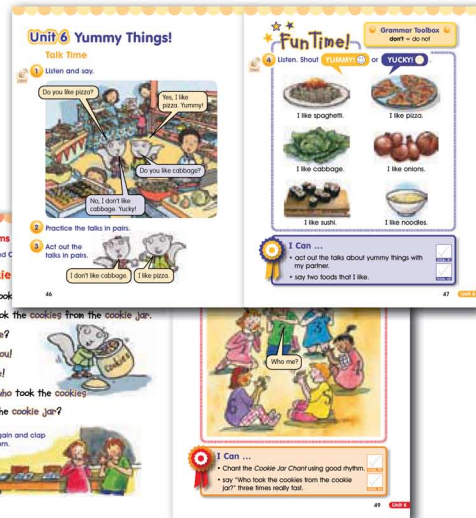 Unit 6 Yummy Things!
Talk Time
1 Listen and say.
Do you like pizza?
Yes, I like
pizza. Yummy!
Do you like cabbage?
No, I don't like
cabbage. Yucky!
2 Practice the talks in pairs.
3 Act out the
talks in pairs.
I don't like cabbage.
I like pizza.
46
Fun Time!
Grammar Toolbox
don't = do not
4 Listen. Shout YUMMY! or YUCKY!
I like spaghetti.
I like pizza.
I like cabbage.
I like onions.
I like sushi.
I like noodles.
I Can ...
• act out the talks about yummy things with
my partner.
• say two foods that I like.
47 Unit 6
ok the cookies from the cookie jar.
e?
ou!
e!
who took the cookies
he cookie jar?
Cookies
gain and clap
Who me?
I Can ...
• Chant the Cookie Jar Chant using good rhythm.
• say "Who took the cookies from the cookie
jar?" three times really fast.
49 Unit 6